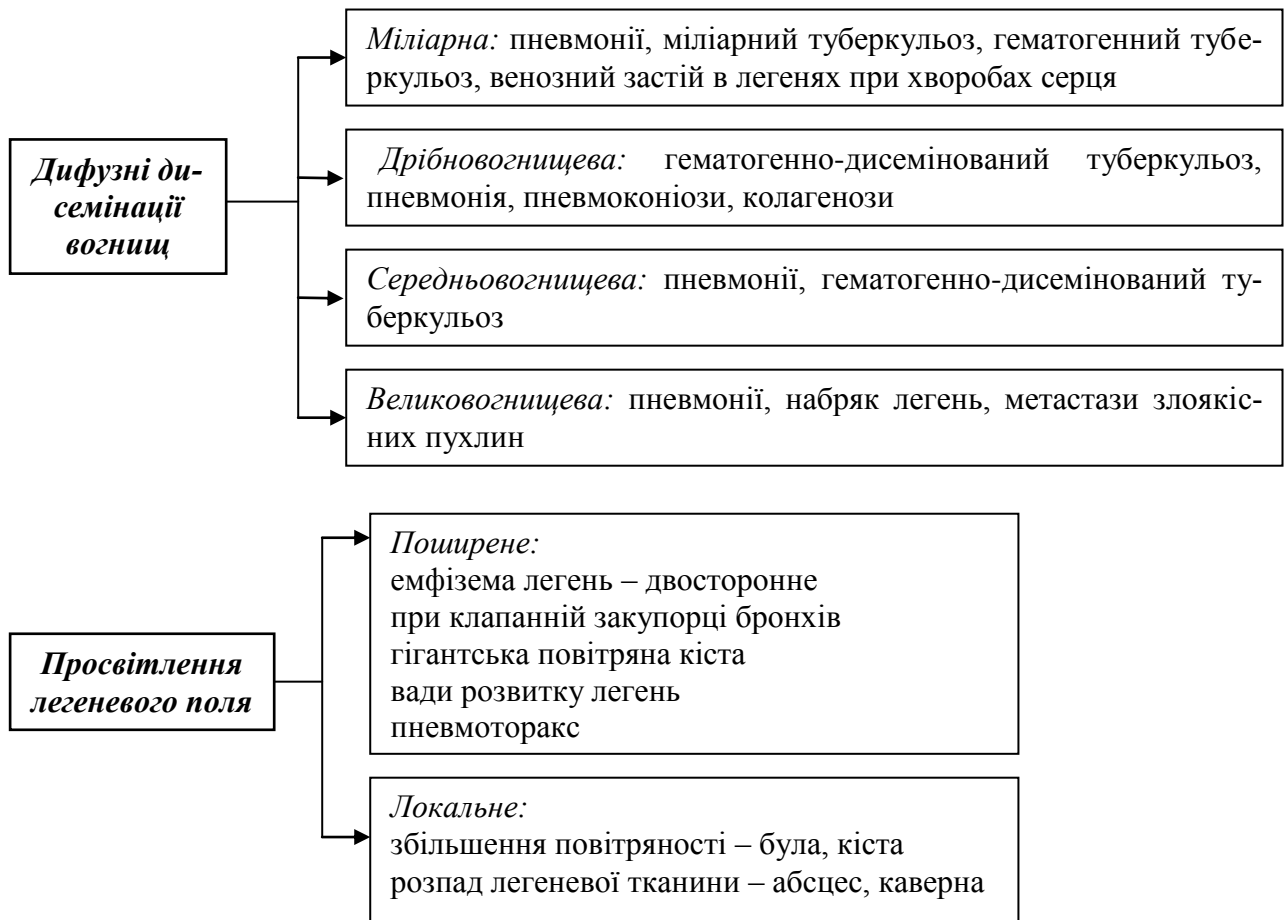 Міліарна: пневмонії, міліарний туберкульоз, гематогенний тубе-
ркульоз, венозний застій в легенях при хворобах серця
Дифузні ди-
семінації
вогнищ
Дрібновогнищева: гематогенно-дисемінований туберкульоз,
пневмонія, пневмоконіози, колагенози
Середньовогнищева: пневмонії, гематогенно-дисемінований ту-
беркульоз
Великовогнищева: пневмонії, набряк легень, метастази злоякіс-
них пухлин
Поширене:
емфізема легень – двосторонне
при клапанній закупорці бронхів
гігантська повітряна кіста
вади розвитку легень
пневмоторакс
Просвітлення
легеневого поля
Локальне:
збільшення повітряності – була, кіста
розпад легеневої тканини – абсцес, каверна